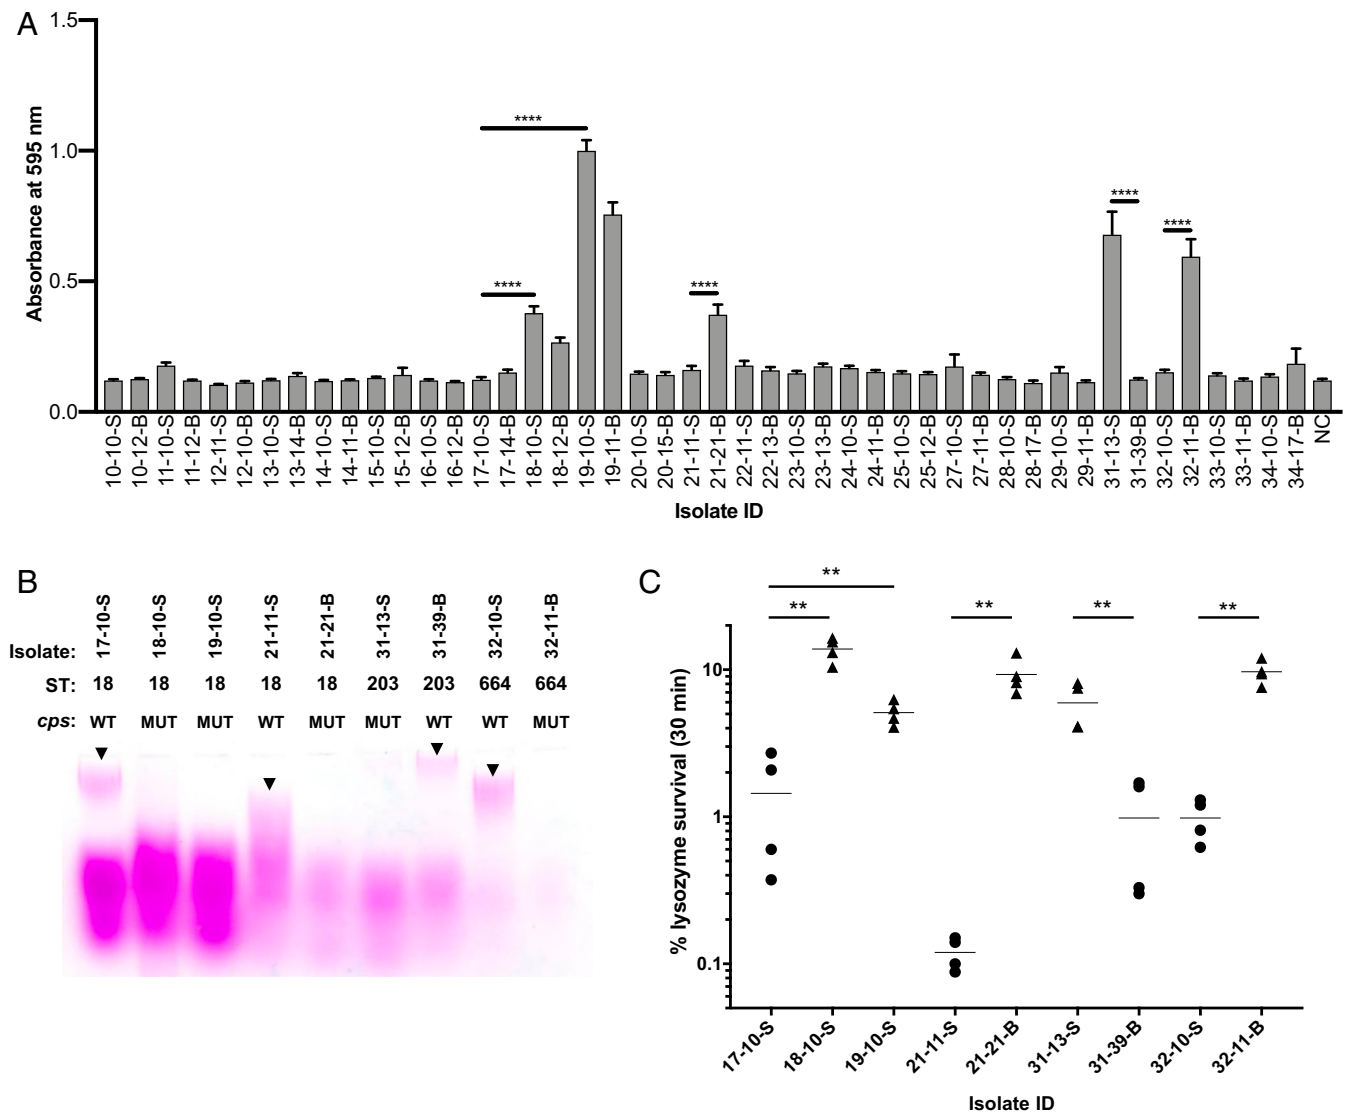 A
1.5
1.0
0.5
0.0
Absorbance at 595 nm
****
****
****
****
****
10-10-S
10-12-B
11-10-S
11-12-B
12-11-S
12-10-B
13-10-S
13-14-B
14-10-S
14-11-B
15-10-S
15-12-B
16-10-S
16-12-B
17-10-S
17-14-B
18-10-S
18-12-B
19-10-S
19-11-B
20-10-S
20-15-B
21-11-S
21-21-B
22-11-S
22-13-B
23-10-S
23-13-B
24-10-S
24-11-B
25-10-S
25-12-B
27-10-S
27-11-B
28-10-S
28-17-B
29-10-S
29-11-B
31-13-S
31-39-B
32-10-S
32-11-B
33-10-S
33-11-B
34-10-S
34-17-B
NC
Isolate ID
B
Isolate: 17-10-S 18-10-S 19-10-S 21-11-S 21-21-B 31-13-S 31-39-B 32-10-S 32-11-B
ST: 18 18 18 18 18 203 203 664 664
cps: WT MUT MUT WT MUT MUT WT WT MUT
C
**
** ** ** **
10
1
0.1
% lysozyme survival (30 min)
17-10-S
18-10-S
19-10-S
21-11-S
21-21-B
31-13-S
31-39-B
32-10-S
32-11-B
Isolate ID